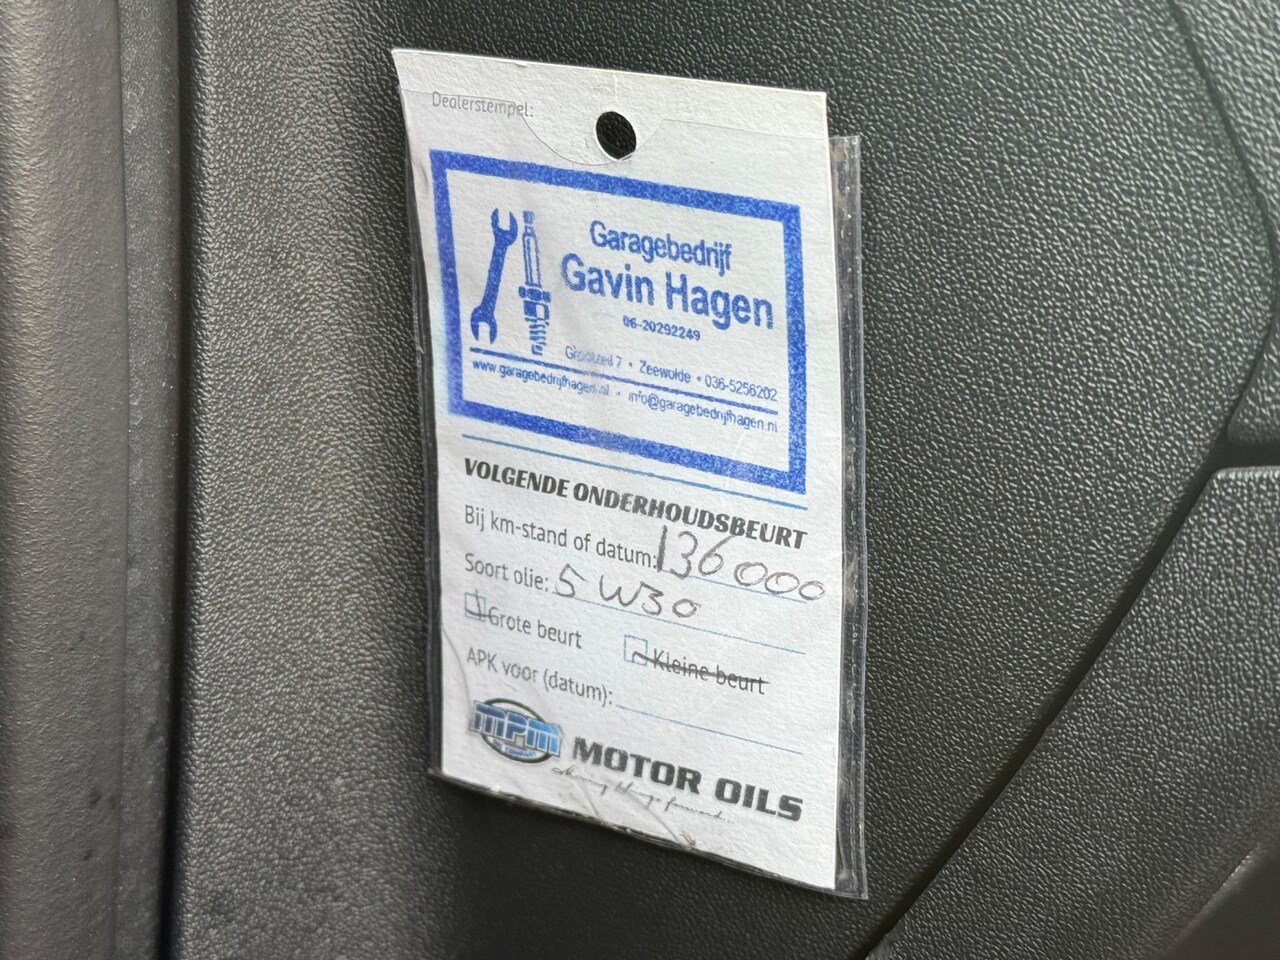 Dealerstempel:
Garagebedrijf
Gavin Hagen
06-20292249
7 • Zeewolde • 036-5256202
www.garagebedrijfhagen.nl • info@garagebedrijfhagen.nl
VOLGENDE ONDERHOUDSBEURT
Bij km-stand of datum: 136000
Soort olie: 5W30
Grote beurt Kleine beurt
APK voor (datum):
MPM MOTOR OILS